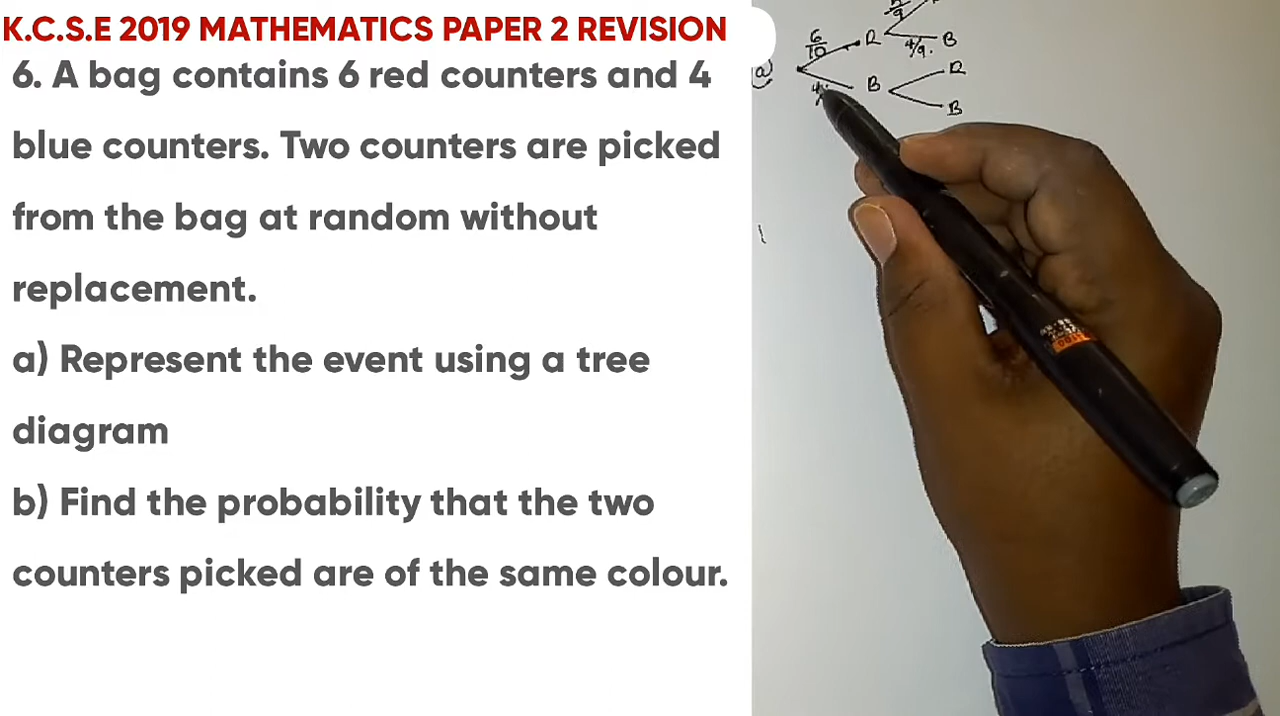 K.C.S.E 2019 MATHEMATICS PAPER 2 REVISION
6. A bag contains 6 red counters and 4
blue counters. Two counters are picked
from the bag at random without
replacement.
a) Represent the event using a tree
diagram
b) Find the probability that the two
counters picked are of the same colour.
a)
6/10 R
4/9 B
B
R
B